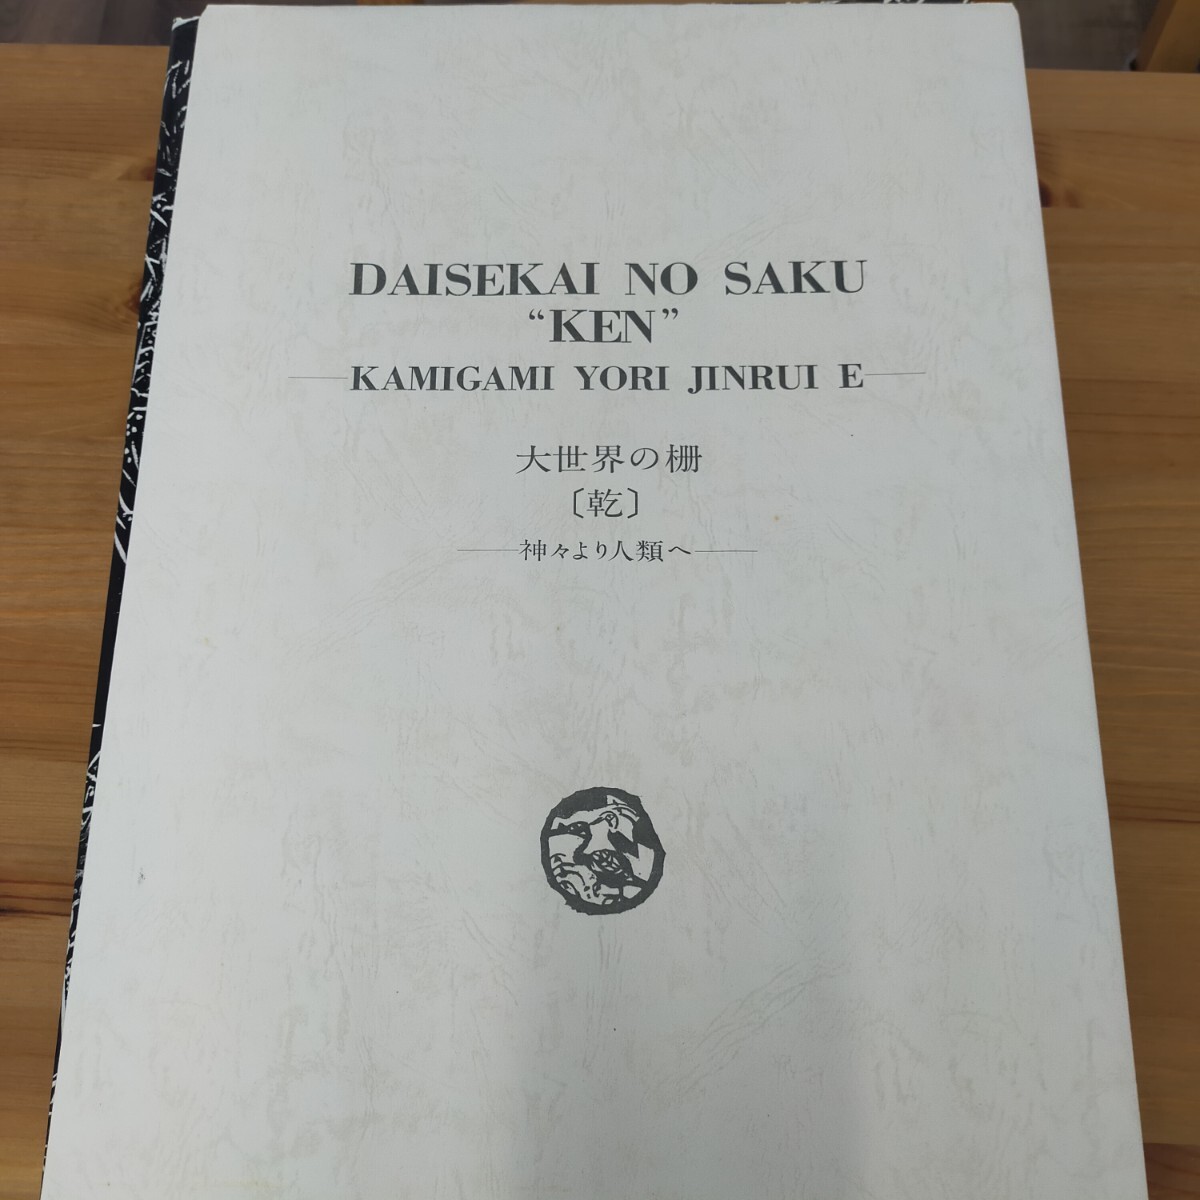 DAISEKAI NO SAKU
“KEN”
KAMIGAMI YORI JINRUI E
大世界の柵
〔乾〕
神々より人類へ